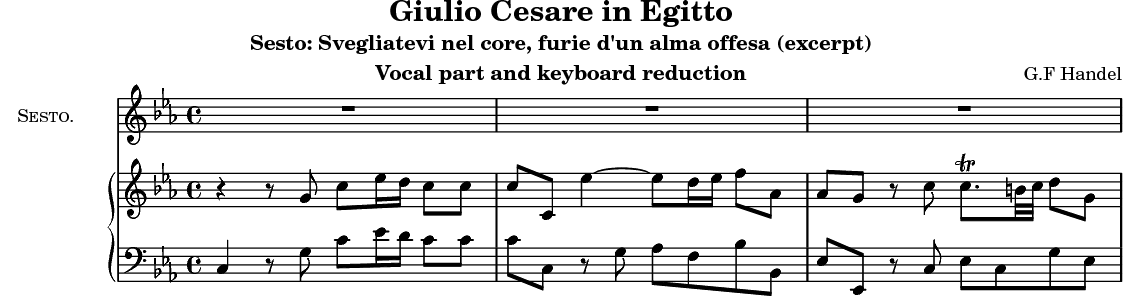 Giulio Cesare in Egitto
Sesto: Svegliatevi nel core, furie d'un alma offesa (excerpt)
Vocal part and keyboard reduction
G.F Handel
Sesto.
tr